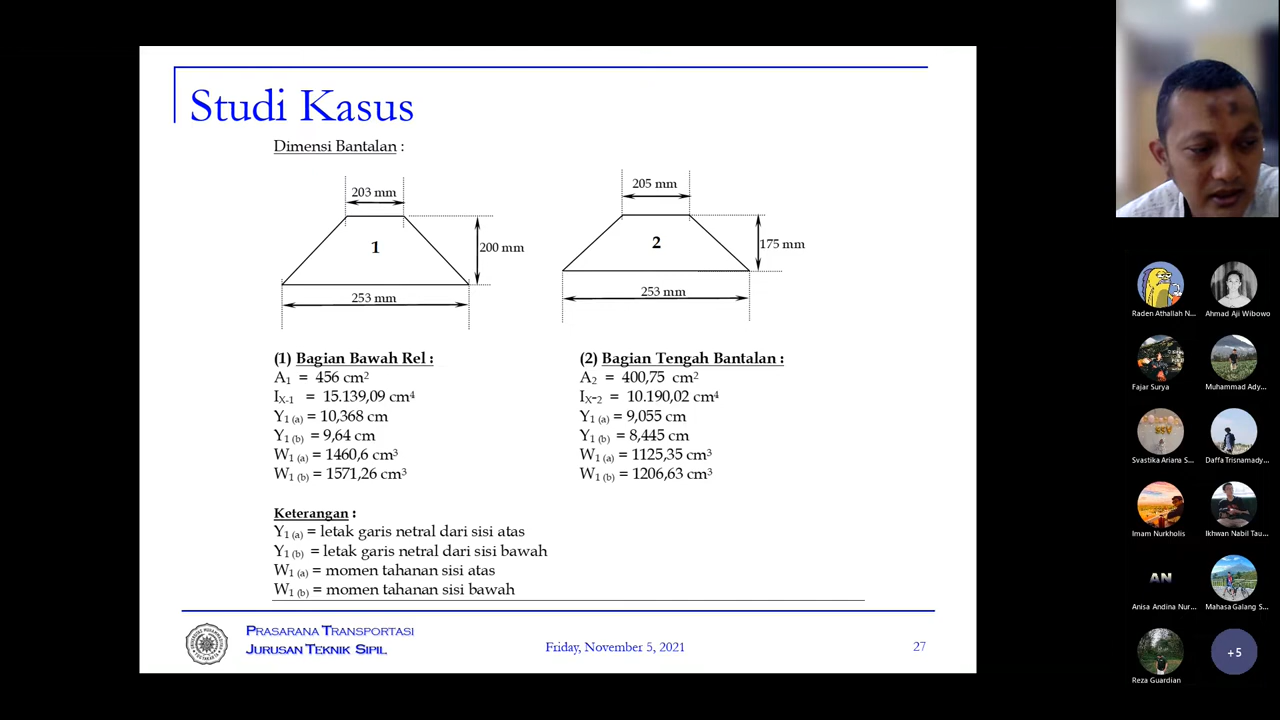 Studi Kasus
Dimensi Bantalan :
203 mm
1
200 mm
253 mm
205 mm
2
175 mm
253 mm
(1) Bagian Bawah Rel :
A1 = 456 cm2
IX-1 = 15.139,09 cm4
Y1 (a) = 10,368 cm
Y1 (b) = 9,64 cm
W1 (a) = 1460,6 cm3
W1 (b) = 1571,26 cm3
(2) Bagian Tengah Bantalan :
A2 = 400,75 cm2
IX-2 = 10.190,02 cm4
Y1 (a) = 9,055 cm
Y1 (b) = 8,445 cm
W1 (a) = 1125,35 cm3
W1 (b) = 1206,63 cm3
Keterangan :
Y1 (a) = letak garis netral dari sisi atas
Y1 (b) = letak garis netral dari sisi bawah
W1 (a) = momen tahanan sisi atas
W1 (b) = momen tahanan sisi bawah
PRASARANA TRANSPORTASI
JURUSAN TEKNIK SIPIL
Friday, November 5, 2021
27
Raden Athallah N...
Ahmad Aji Wibowo
Fajar Surya
Muhammad Ady...
Svastika Ariana S...
Daffa Trisnamady...
Imam Nurkholis
Ikhwan Nabil Tau...
AN
Anisa Andina Nur...
Mahasa Galang S...
Reza Guardian
+5